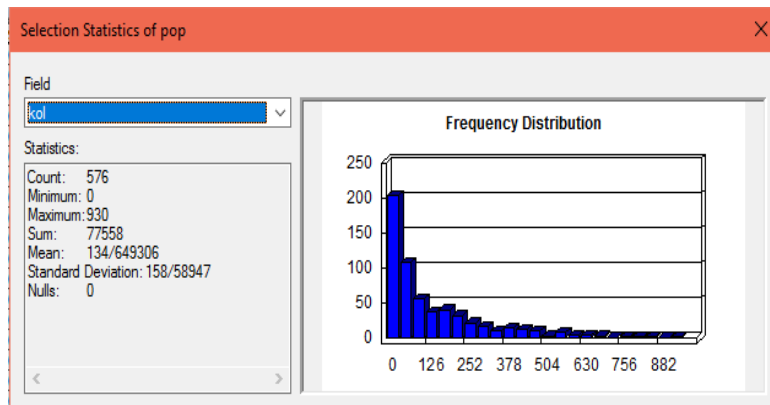 Selection Statistics of pop
Field
kol
Statistics:
Count: 576
Minimum: 0
Maximum: 930
Sum: 77558
Mean: 134/649306
Standard Deviation: 158/58947
Nulls: 0
Frequency Distribution
250
200
150
100
50
0
0 126 252 378 504 630 756 882